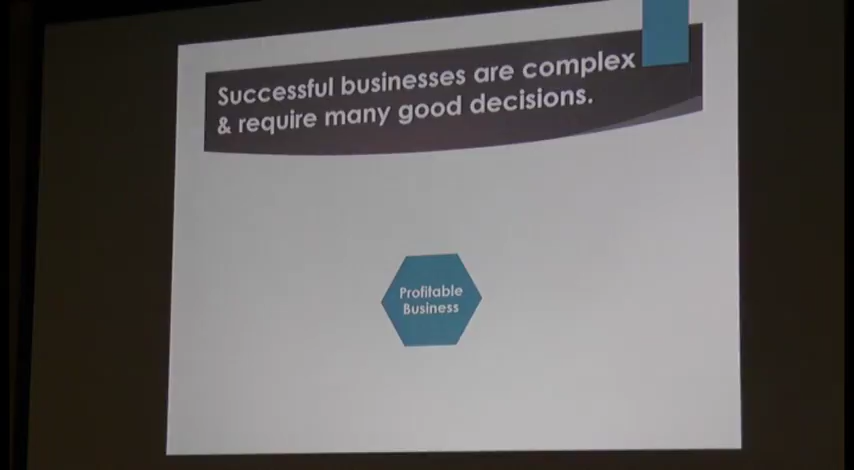 Successful businesses are complex
& require many good decisions.
Profitable
Business